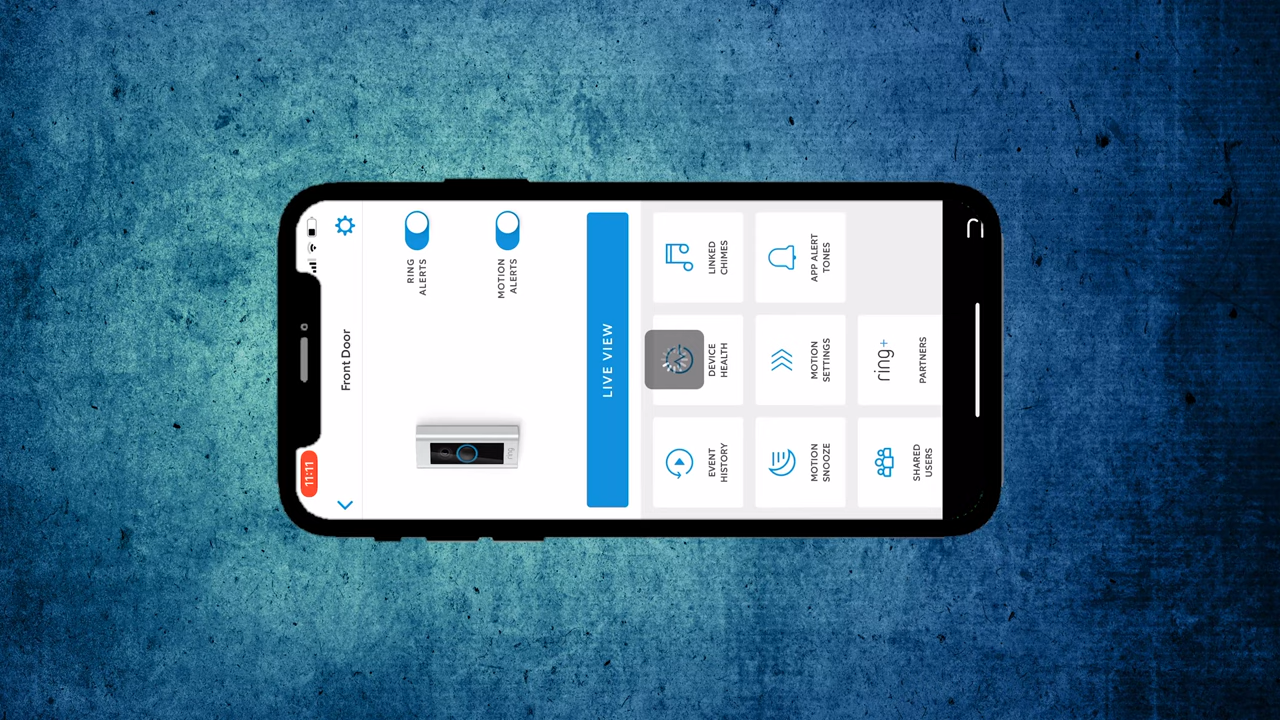 11:11
Front Door
RING
ALERTS
MOTION
ALERTS
ring
LIVE VIEW
EVENT
HISTORY
DEVICE
HEALTH
LINKED
CHIMES
MOTION
SNOOZE
MOTION
SETTINGS
APP ALERT
TONES
SHARED
USERS
ring+
PARTNERS